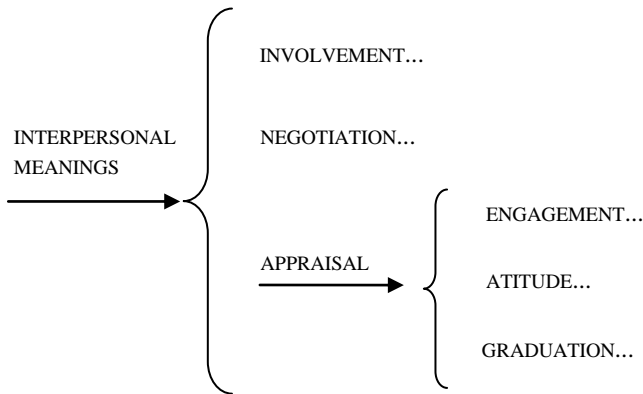 INVOLVEMENT…
NEGOTIATION…
INTERPERSONAL
MEANINGS
APPRAISAL
ENGAGEMENT…
ATITUDE…
GRADUATION…